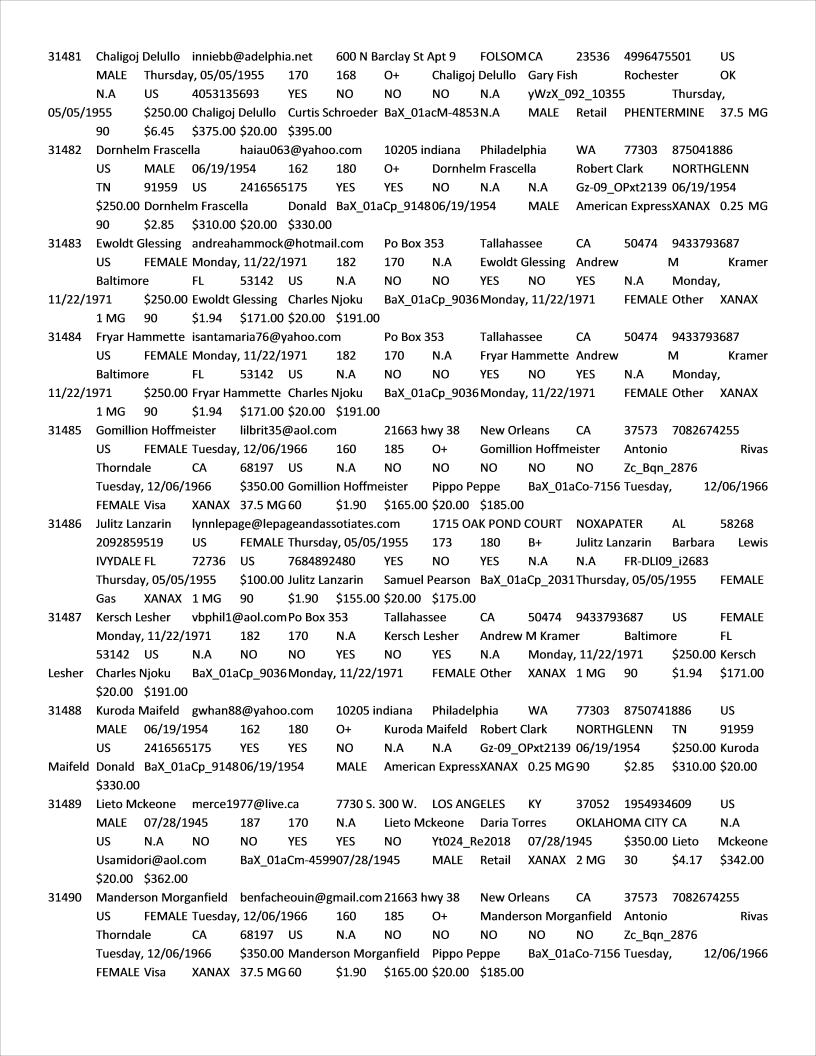 31481 Chaligoj Delullo inniebb@adelphia.net 600 N Barclay St Apt 9 FOLSOM CA 23536 4996475501 US
MALE Thursday, 05/05/1955 170 168 O+ Chaligoj Delullo Gary Fish Rochester OK
N.A US 4053135693 YES NO NO N.A yWzX_092_10355 Thursday,
05/05/1955 $250.00 Chaligoj Delullo Curtis Schroeder BaX_01acM-4853 N.A MALE Retail PHENTERMINE 37.5 MG
90 $6.45 $375.00 $20.00 $395.00
31482 Dornhelm Frascella haiau063@yahoo.com 10205 indiana Philadelphia WA 77303 875041886
US MALE 06/19/1954 162 180 O+ Dornhelm Frascella Robert Clark NORTHGLENN
TN 91959 US 2416565175 YES YES NO N.A N.A Gz-09_OPxt2139 06/19/1954
$250.00 Dornhelm Frascella Donald BaX_01aCp_9148 06/19/1954 MALE American Express XANAX 0.25 MG
90 $2.85 $310.00 $20.00 $330.00
31483 Ewoldt Glessing andreahammock@hotmail.com Po Box 353 Tallahassee CA 50474 9433793687
US FEMALE Monday, 11/22/1971 182 170 N.A Ewoldt Glessing Andrew M Kramer
Baltimore FL 53142 US N.A NO NO YES NO YES N.A Monday,
11/22/1971 $250.00 Ewoldt Glessing Charles Njoku BaX_01aCp_9036 Monday, 11/22/1971 FEMALE Other XANAX
1 MG 90 $1.94 $171.00 $20.00 $191.00
31484 Fryar Hammette isantamaria76@yahoo.com Po Box 353 Tallahassee CA 50474 9433793687
US FEMALE Monday, 11/22/1971 182 170 N.A Fryar Hammette Andrew M Kramer
Baltimore FL 53142 US N.A NO NO YES NO YES N.A Monday,
11/22/1971 $250.00 Fryar Hammette Charles Njoku BaX_01aCp_9036 Monday, 11/22/1971 FEMALE Other XANAX
1 MG 90 $1.94 $171.00 $20.00 $191.00
31485 Gomillion Hoffmeister lilbrit35@aol.com 21663 hwy 38 New Orleans CA 37573 7082674255
US FEMALE Tuesday, 12/06/1966 160 185 O+ Gomillion Hoffmeister Antonio Rivas
Thorndale CA 68197 US N.A NO NO NO NO NO Zc_Bqn_2876
Tuesday, 12/06/1966 $350.00 Gomillion Hoffmeister Pippo Peppe BaX_01aCo-7156 Tuesday, 12/06/1966
FEMALE Visa XANAX 37.5 MG 60 $1.90 $165.00 $20.00 $185.00
31486 Julitz Lanzarin lynnlepage@lepageandassotiates.com 1715 OAK POND COURT NOXAPATER AL 58268
2092859519 US FEMALE Thursday, 05/05/1955 173 180 B+ Julitz Lanzarin Barbara Lewis
IVYDALE FL 72736 US 7684892480 YES NO YES N.A N.A FR-DLI09_i2683
Thursday, 05/05/1955 $100.00 Julitz Lanzarin Samuel Pearson BaX_01aCp_2031 Thursday, 05/05/1955 FEMALE
Gas XANAX 1 MG 90 $1.90 $155.00 $20.00 $175.00
31487 Kersch Lesher vbphil1@aol.com Po Box 353 Tallahassee CA 50474 9433793687 US FEMALE
Monday, 11/22/1971 182 170 N.A Kersch Lesher Andrew M Kramer Baltimore FL
53142 US N.A NO NO YES NO YES N.A Monday, 11/22/1971 $250.00 Kersch
Lesher Charles Njoku BaX_01aCp_9036 Monday, 11/22/1971 FEMALE Other XANAX 1 MG 90 $1.94 $171.00
$20.00 $191.00
31488 Kuroda Maifeld gwhan88@yahoo.com 10205 indiana Philadelphia WA 77303 8750741886 US
MALE 06/19/1954 162 180 O+ Kuroda Maifeld Robert Clark NORTHGLENN TN 91959
US 2416565175 YES YES NO N.A N.A Gz-09_OPxt2139 06/19/1954 $250.00 Kuroda
Maifeld Donald BaX_01aCp_9148 06/19/1954 MALE American Express XANAX 0.25 MG 90 $2.85 $310.00 $20.00
$330.00
31489 Lieto Mckeone merce1977@live.ca 7730 S. 300 W. LOS ANGELES KY 37052 1954934609 US
MALE 07/28/1945 187 170 N.A Lieto Mckeone Daria Torres OKLAHOMA CITY CA N.A
US N.A NO NO YES YES NO Yt024_Re2018 07/28/1945 $350.00 Lieto Mckeone
Usamidori@aol.com BaX_01aCm-4599 07/28/1945 MALE Retail XANAX 2 MG 30 $4.17 $342.00
$20.00 $362.00
31490 Manderson Morganfield benfacheouin@gmail.com 21663 hwy 38 New Orleans CA 37573 7082674255
US FEMALE Tuesday, 12/06/1966 160 185 O+ Manderson Morganfield Antonio Rivas
Thorndale CA 68197 US N.A NO NO NO NO NO Zc_Bqn_2876
Tuesday, 12/06/1966 $350.00 Manderson Morganfield Pippo Peppe BaX_01aCo-7156 Tuesday, 12/06/1966
FEMALE Visa XANAX 37.5 MG 60 $1.90 $165.00 $20.00 $185.00